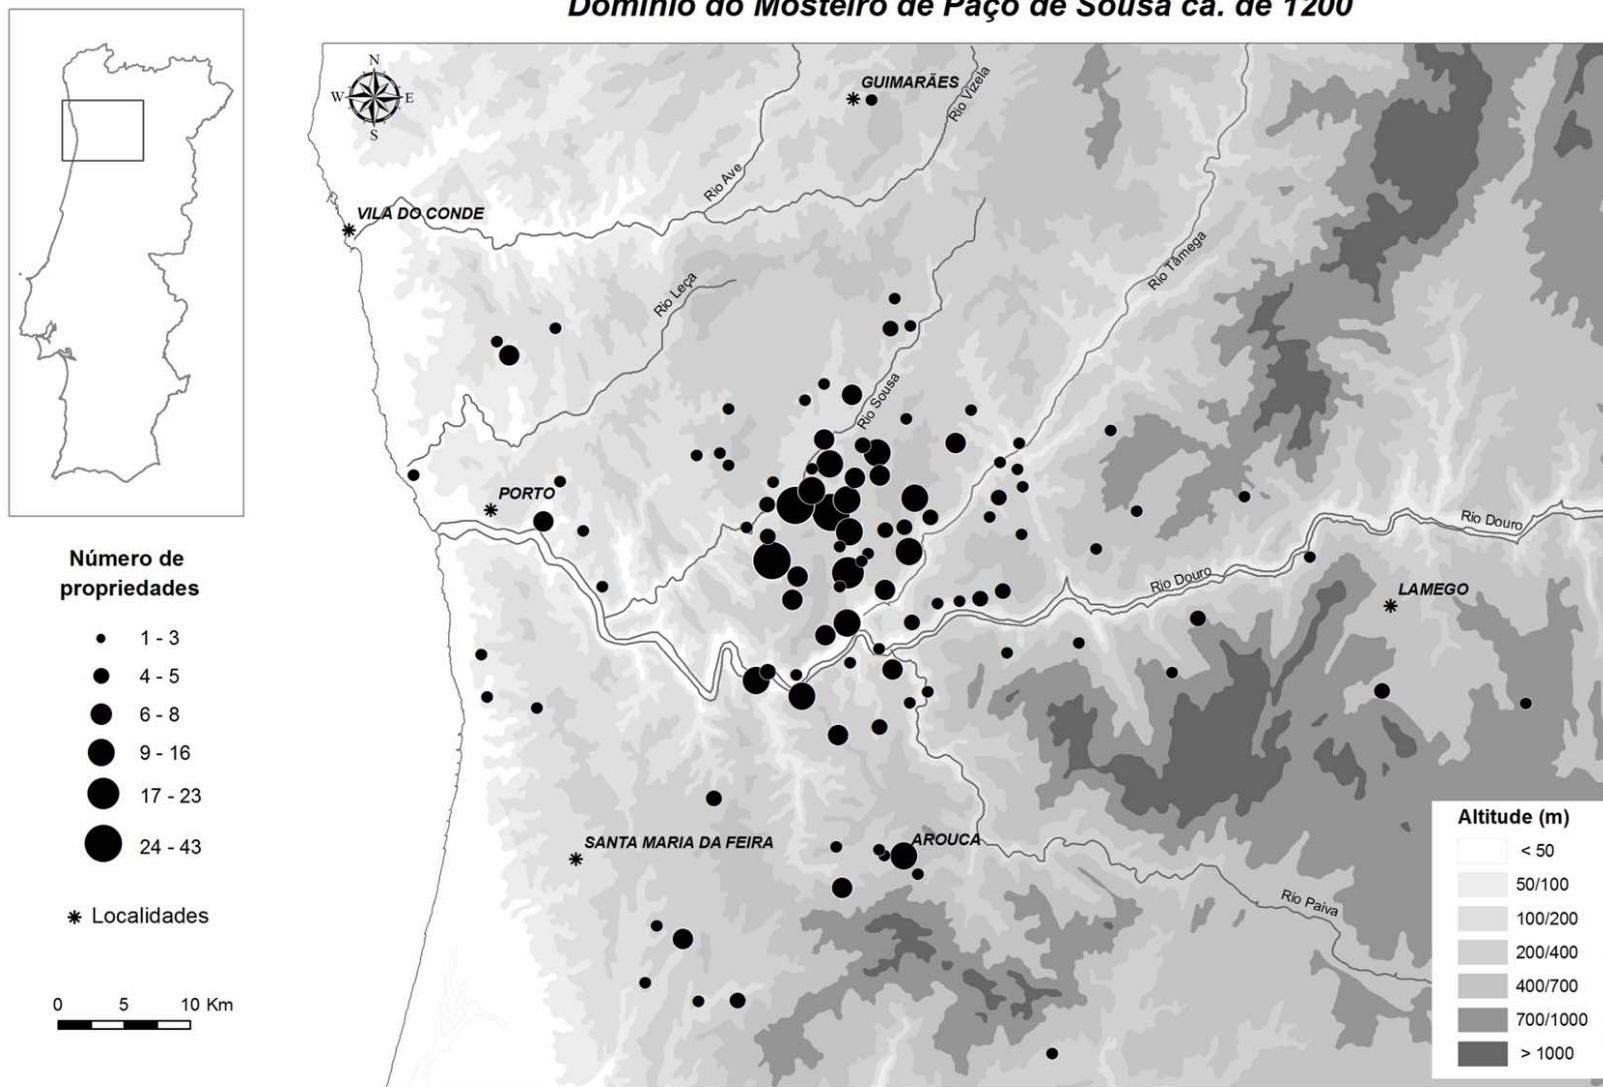 Domínio do Mosteiro de Paço de Sousa ca. de 1200
N
W E
S
GUIMARÃES
Rio Vizela
Rio Ave
VILA DO CONDE
Rio Tâmega
Rio Leça
Rio Sousa
PORTO
Rio Douro
Rio Douro
LAMEGO
SANTA MARIA DA FEIRA
AROUCA
Rio Paiva
Número de
propriedades
1 - 3
4 - 5
6 - 8
9 - 16
17 - 23
24 - 43
Localidades
0 5 10 Km
Altitude (m)
< 50
50/100
100/200
200/400
400/700
700/1000
> 1000